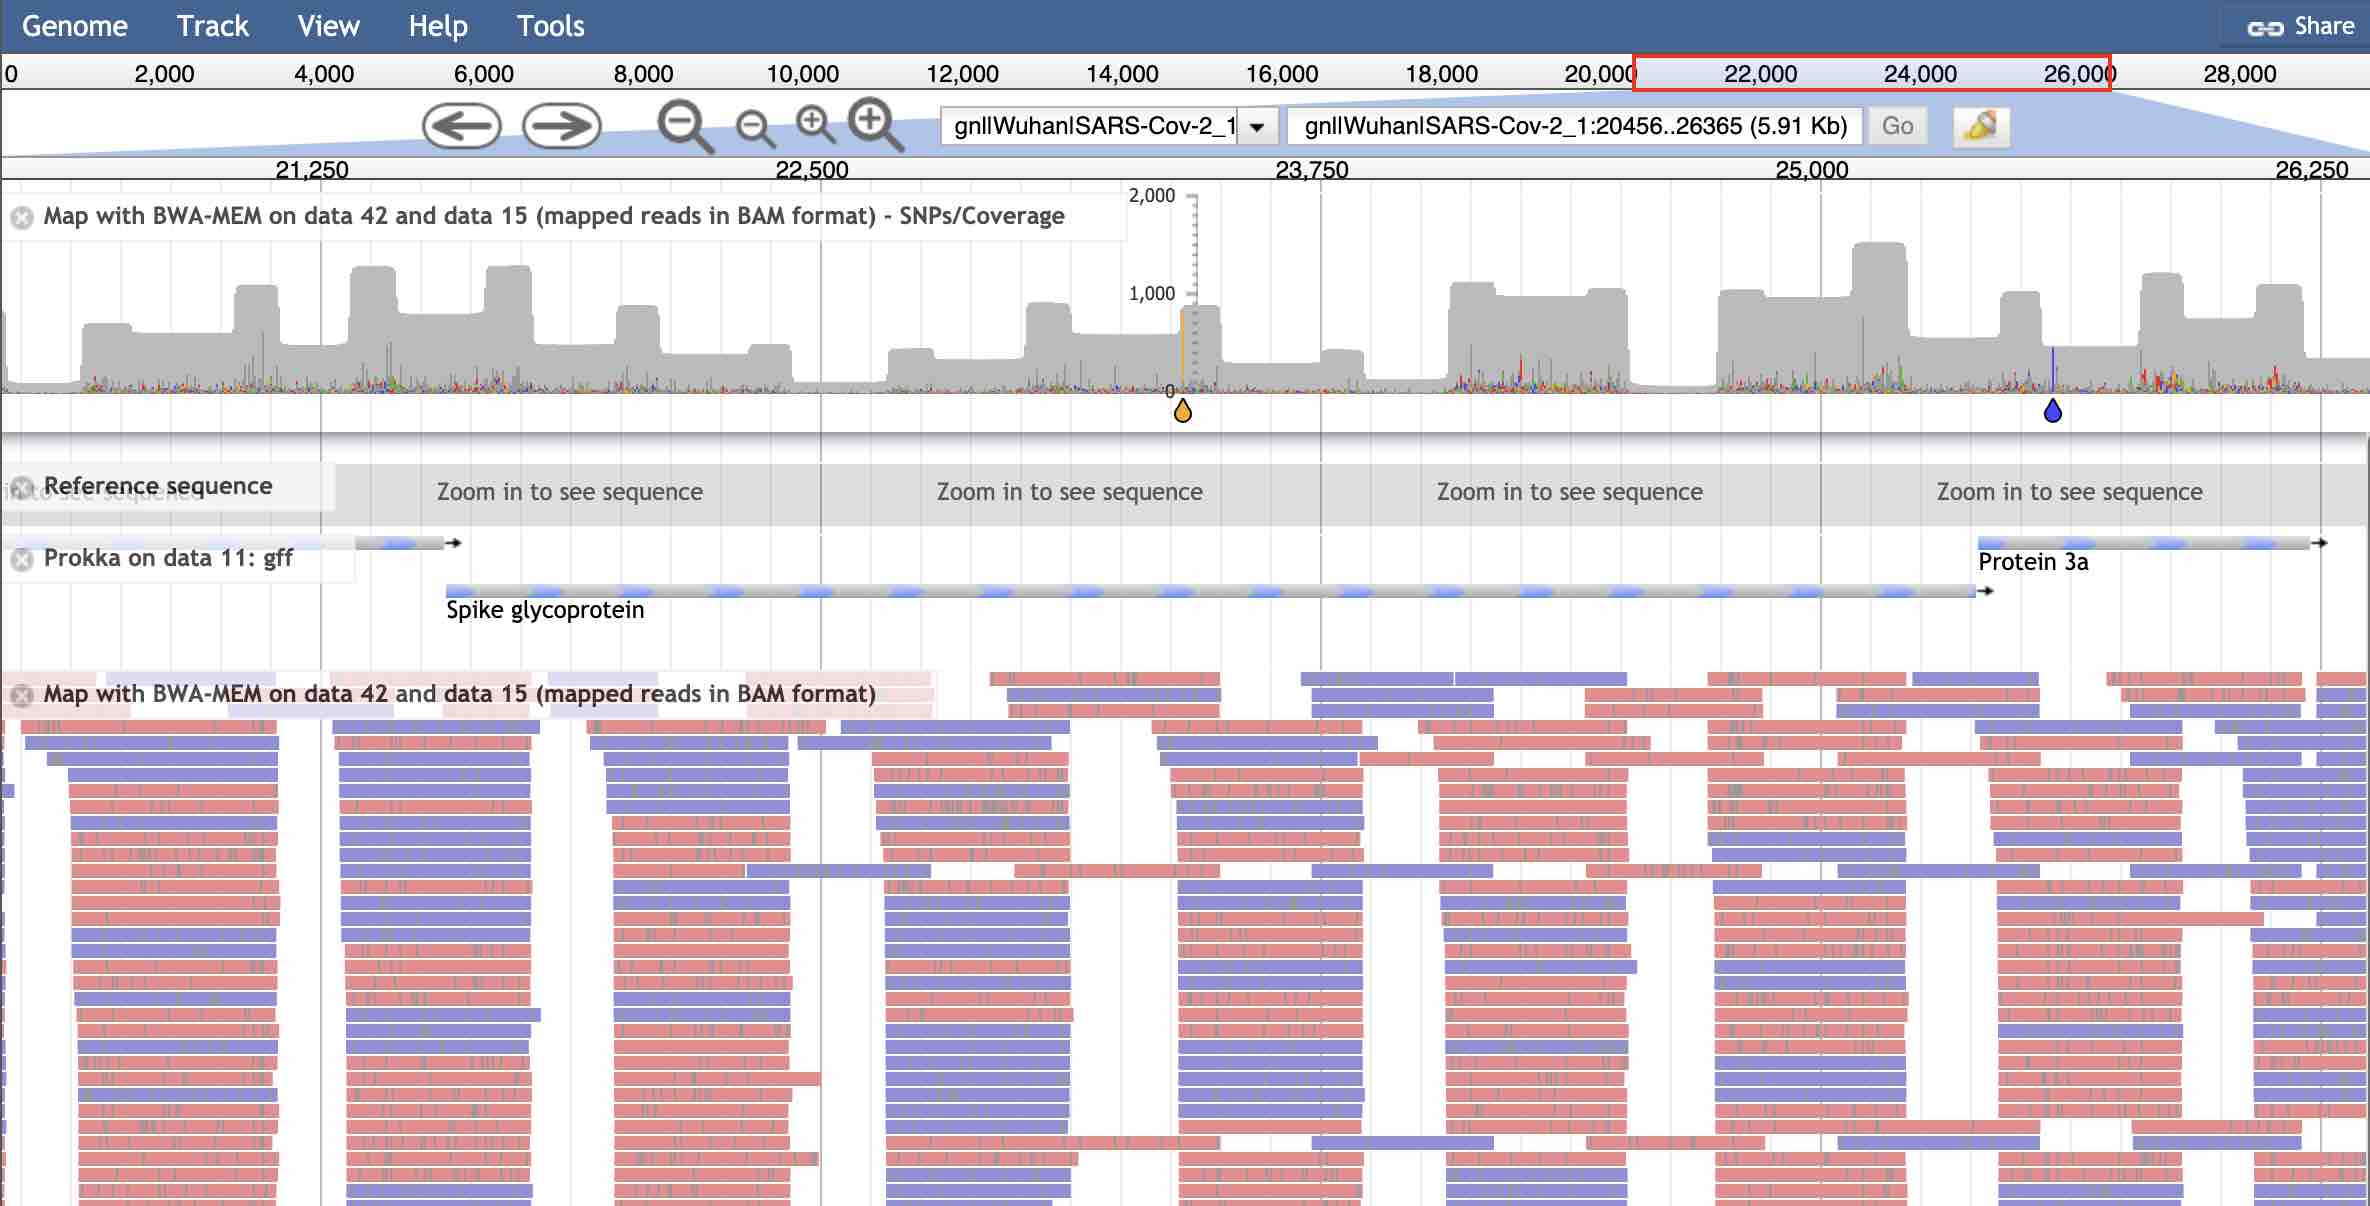 Genome Track View Help Tools Share
0 2,000 4,000 6,000 8,000 10,000 12,000 14,000 16,000 18,000 20,000 22,000 24,000 26,000 28,000
gnl|Wuhan|SARS-Cov-2_1 gnl|Wuhan|SARS-Cov-2_1:20456..26365 (5.91 Kb) Go
21,250 22,500 23,750 25,000 26,250
2,000
Map with BWA-MEM on data 42 and data 15 (mapped reads in BAM format) - SNPs/Coverage
1,000
0
Reference sequence Zoom in to see sequence Zoom in to see sequence Zoom in to see sequence Zoom in to see sequence
Prokka on data 11: gff
Protein 3a
Spike glycoprotein
Map with BWA-MEM on data 42 and data 15 (mapped reads in BAM format)